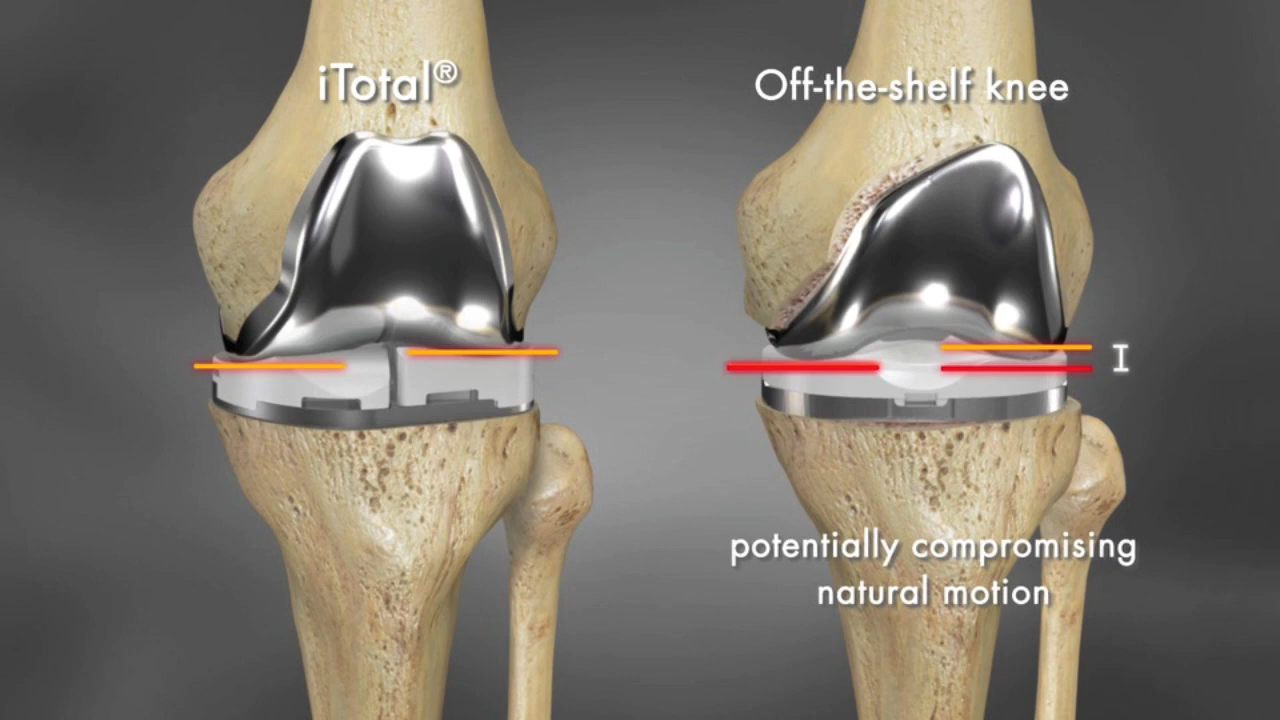 iTotal®
Off-the-shelf knee
potentially compromising
natural motion